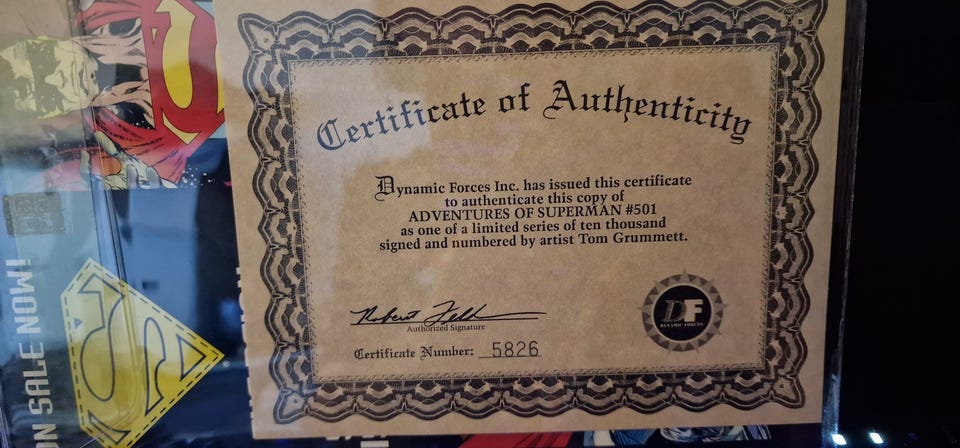 Certificate of Authenticity
Dynamic Forces Inc. has issued this certificate
to authenticate this copy of
ADVENTURES OF SUPERMAN #501
as one of a limited series of ten thousand
signed and numbered by artist Tom Grummett.
Authorized Signature
Certificate Number: 5826
DF
DYNAMIC FORCES
ON SALE NOW!